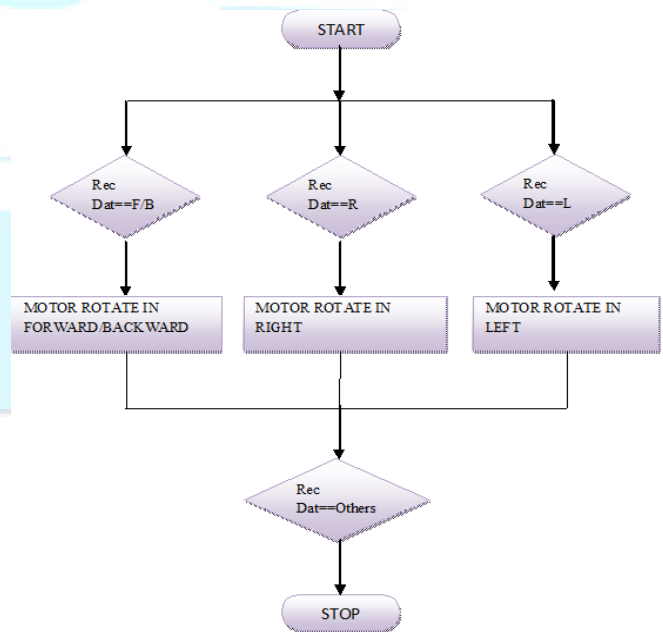 START
Rec
Dat==F/B
Rec
Dat==R
Rec
Dat==L
MOTOR ROTATE IN
FORWARD/BACKWARD
MOTOR ROTATE IN
RIGHT
MOTOR ROTATE IN
LEFT
Rec
Dat==Others
STOP